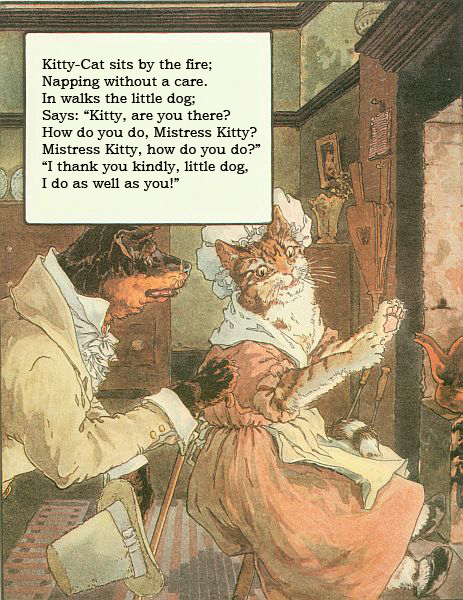 Kitty-Cat sits by the fire;
Napping without a care.
In walks the little dog;
Says: “Kitty, are you there?
How do you do, Mistress Kitty?
Mistress Kitty, how do you do?”
“I thank you kindly, little dog,
I do as well as you!”